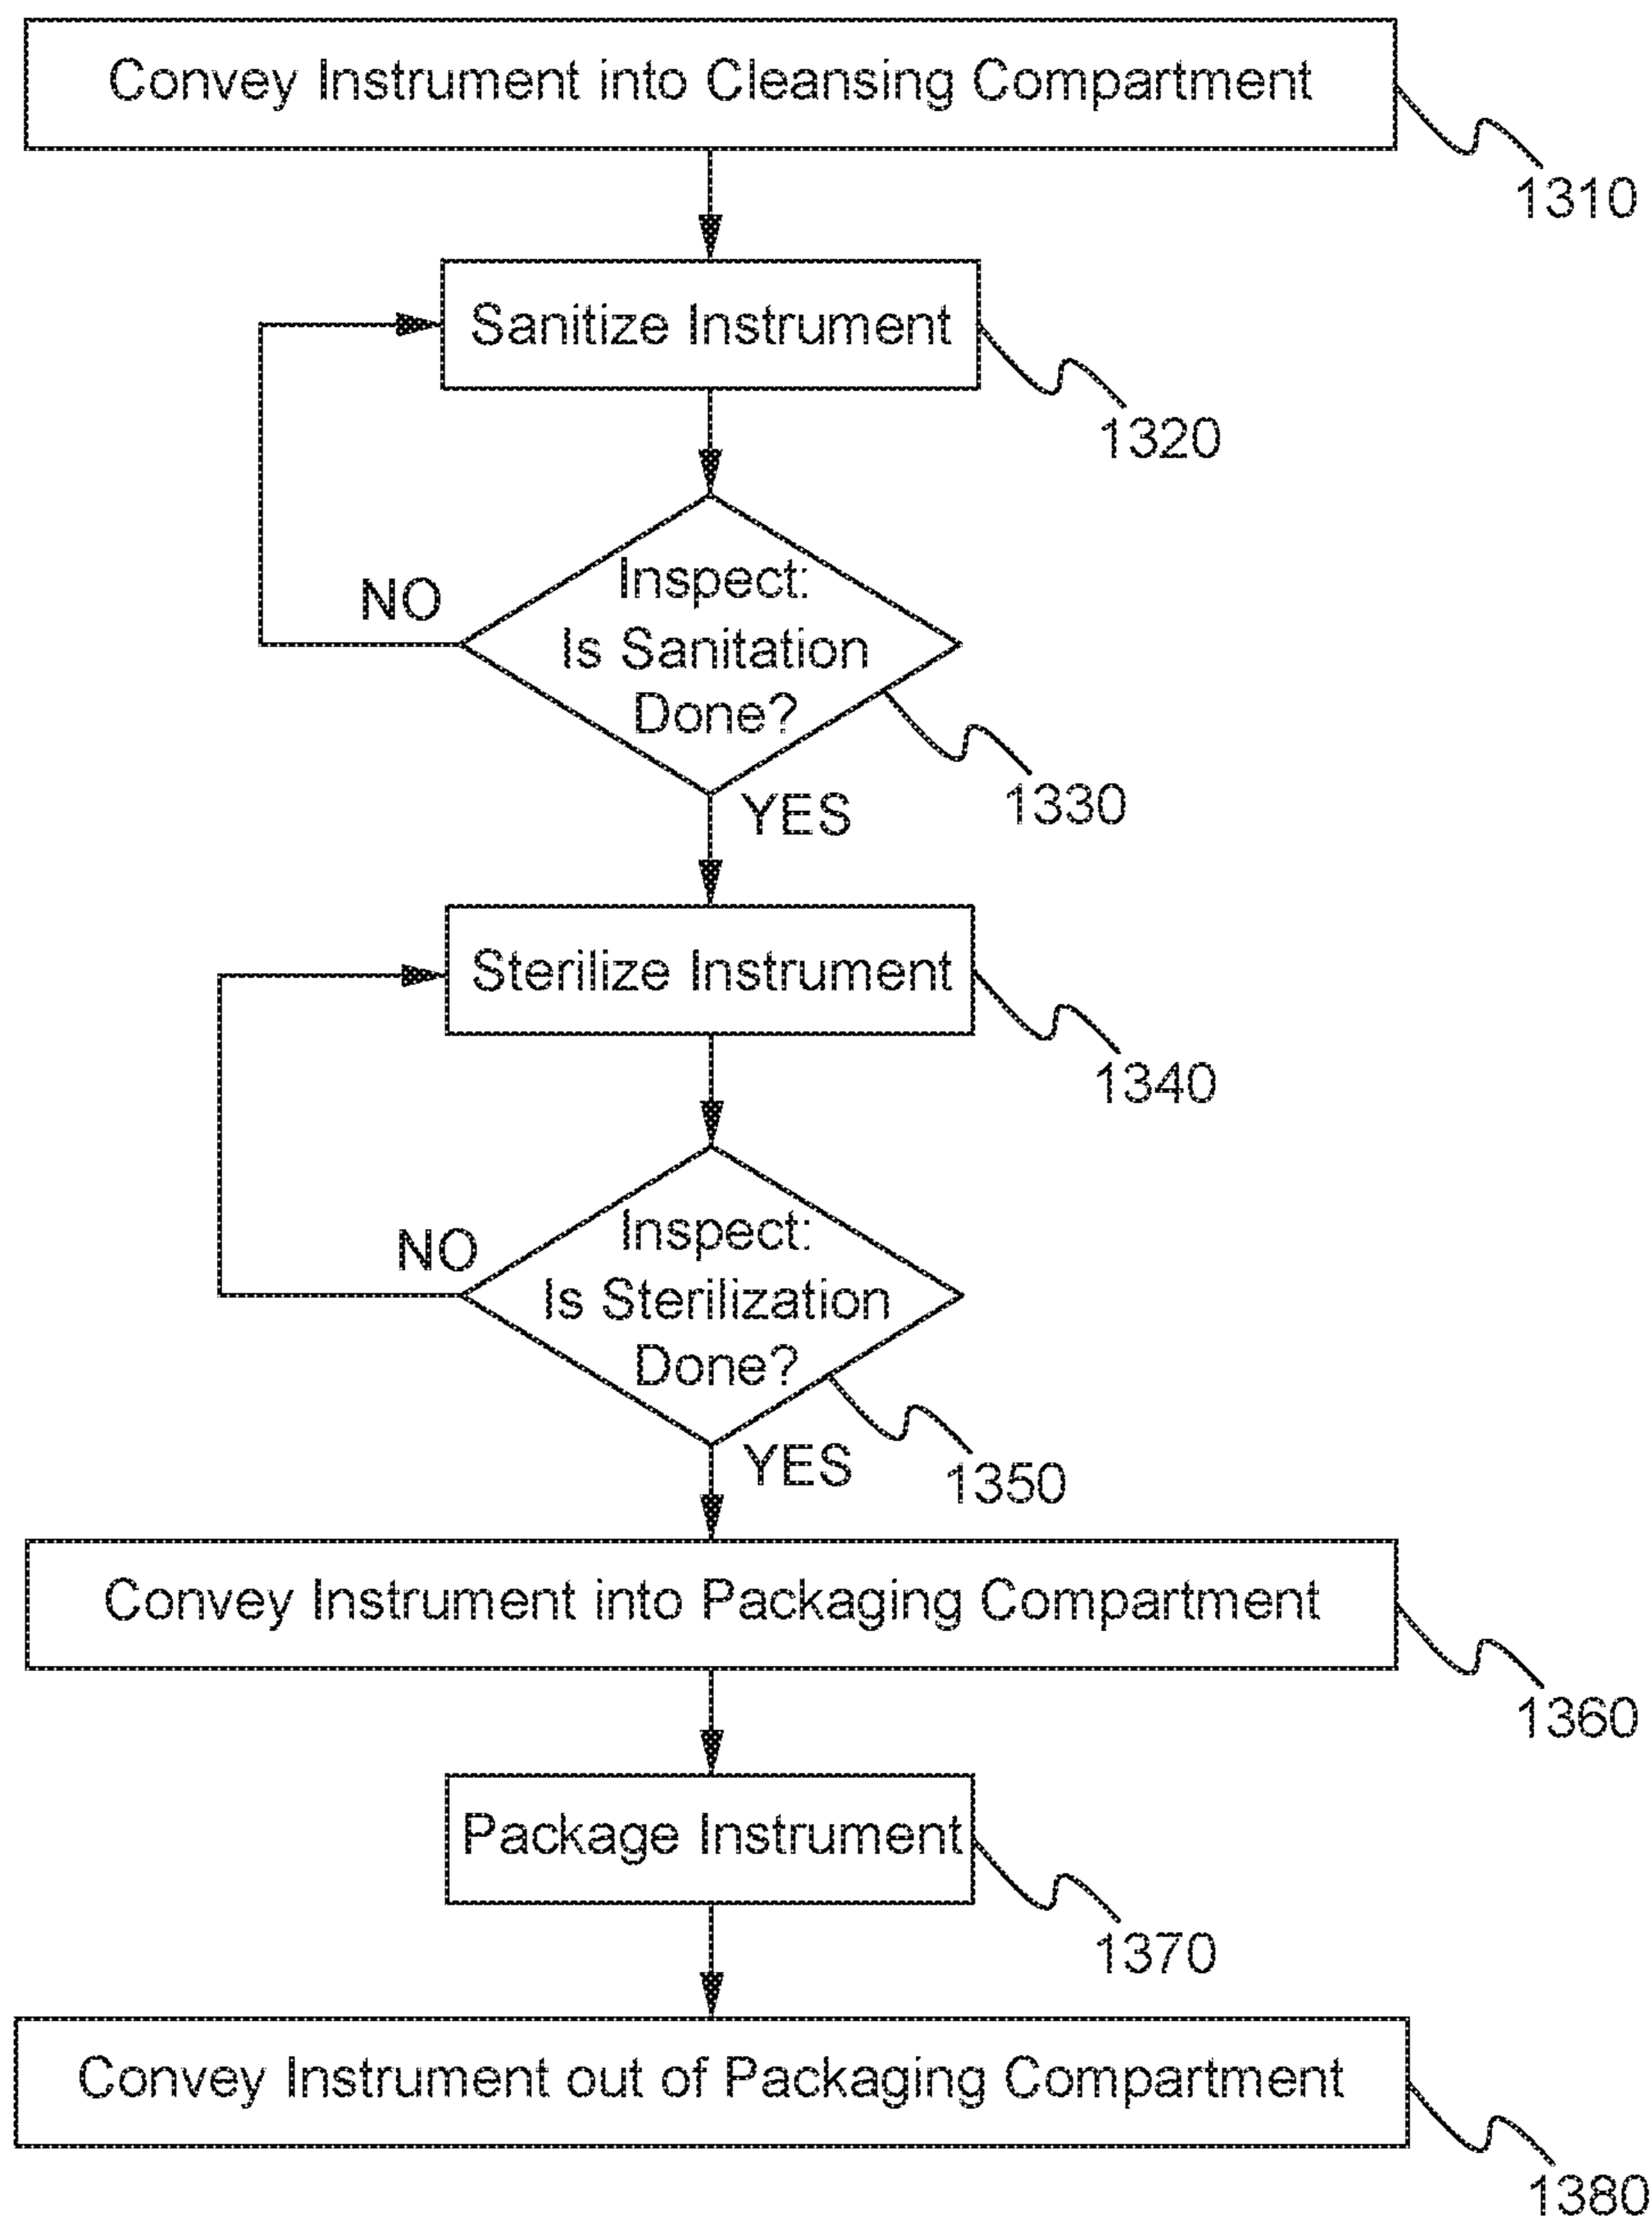 Convey Instrument into Cleansing Compartment
1310
Sanitize Instrument
1320
Inspect:
NO
Is Sanitation
Done?
1330
YES
Sterilize Instrument
1340
Inspect:
NO
Is Sterilization
Done?
YES
1350
Convey Instrument into Packaging Compartment
1360
Package Instrument
1370
Convey Instrument out of Packaging Compartment
1380